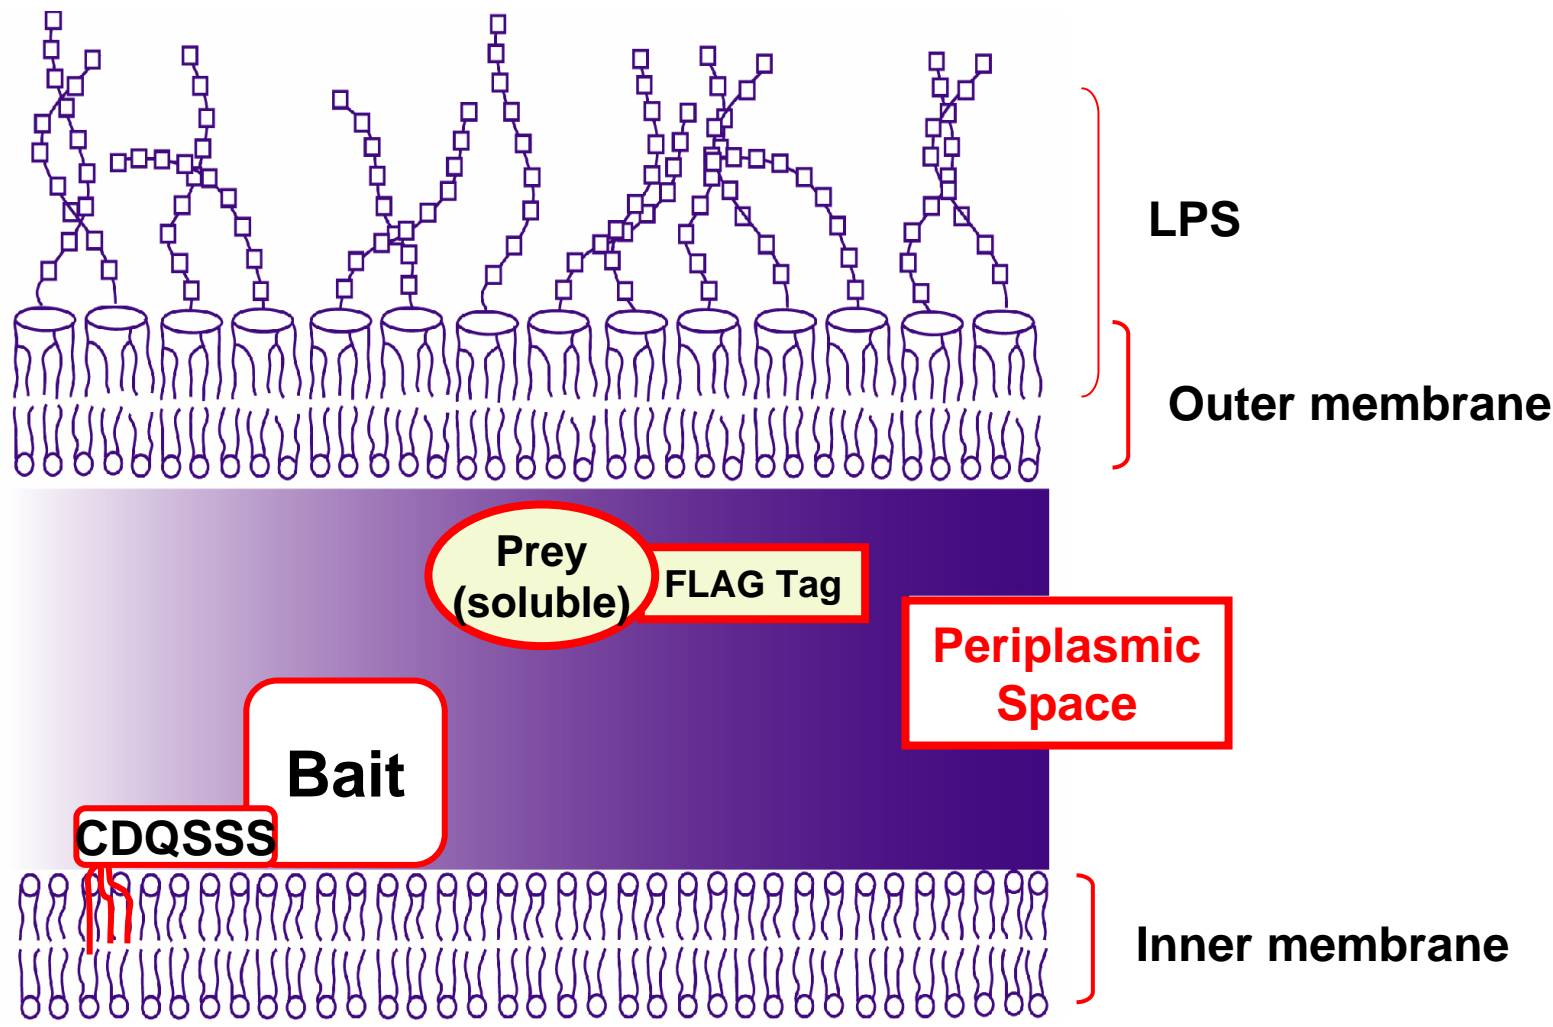 LPS
Outer membrane
Prey
(soluble)
FLAG Tag
Periplasmic
Space
Bait
CDQSSS
Inner membrane